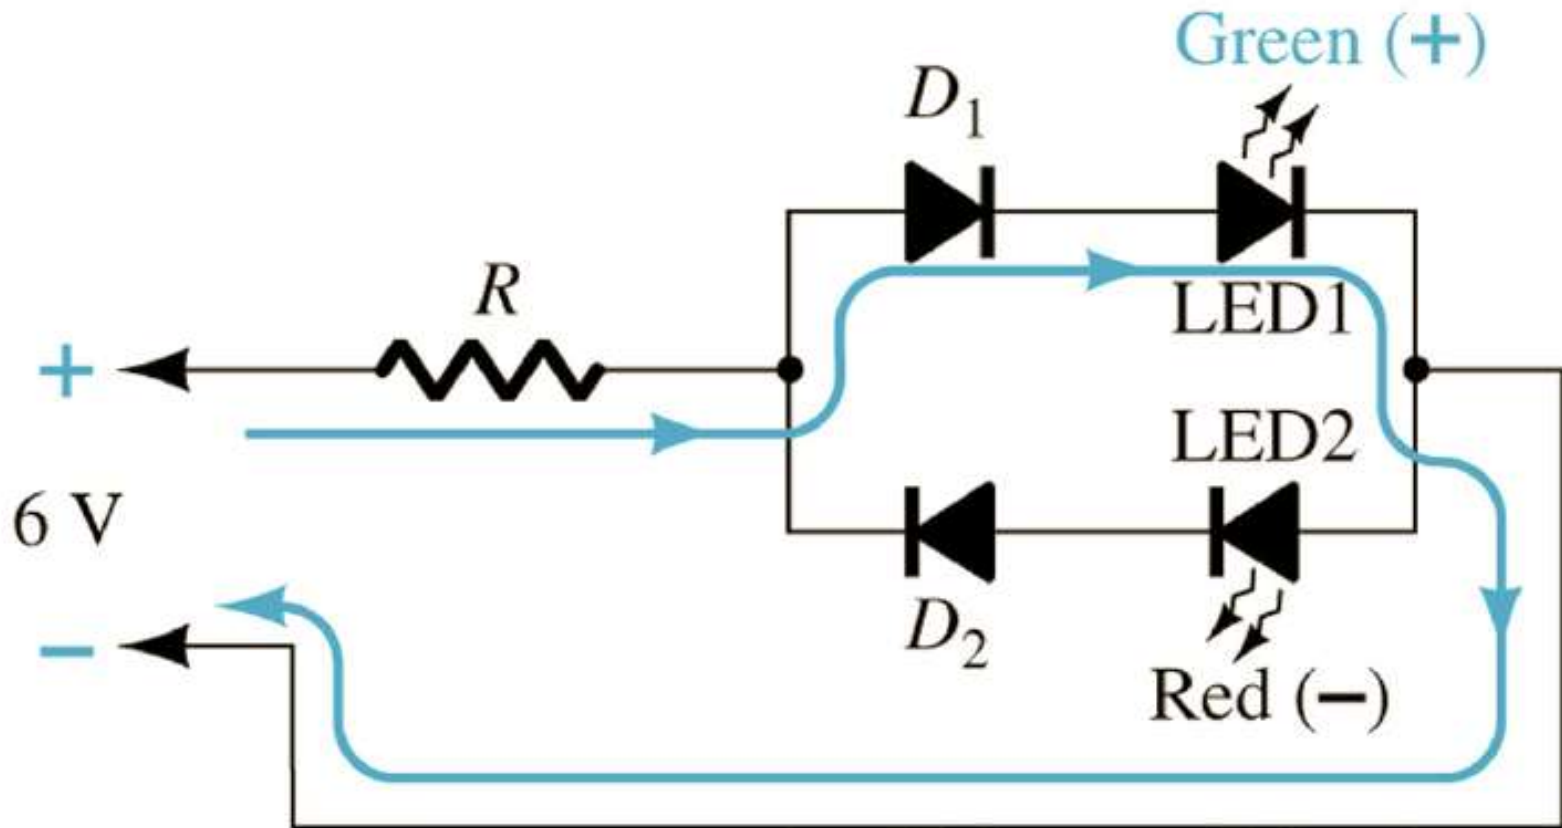 Green (+)
D₁
R
LED1
+
LED2
6 V
D₂
−
Red (−)